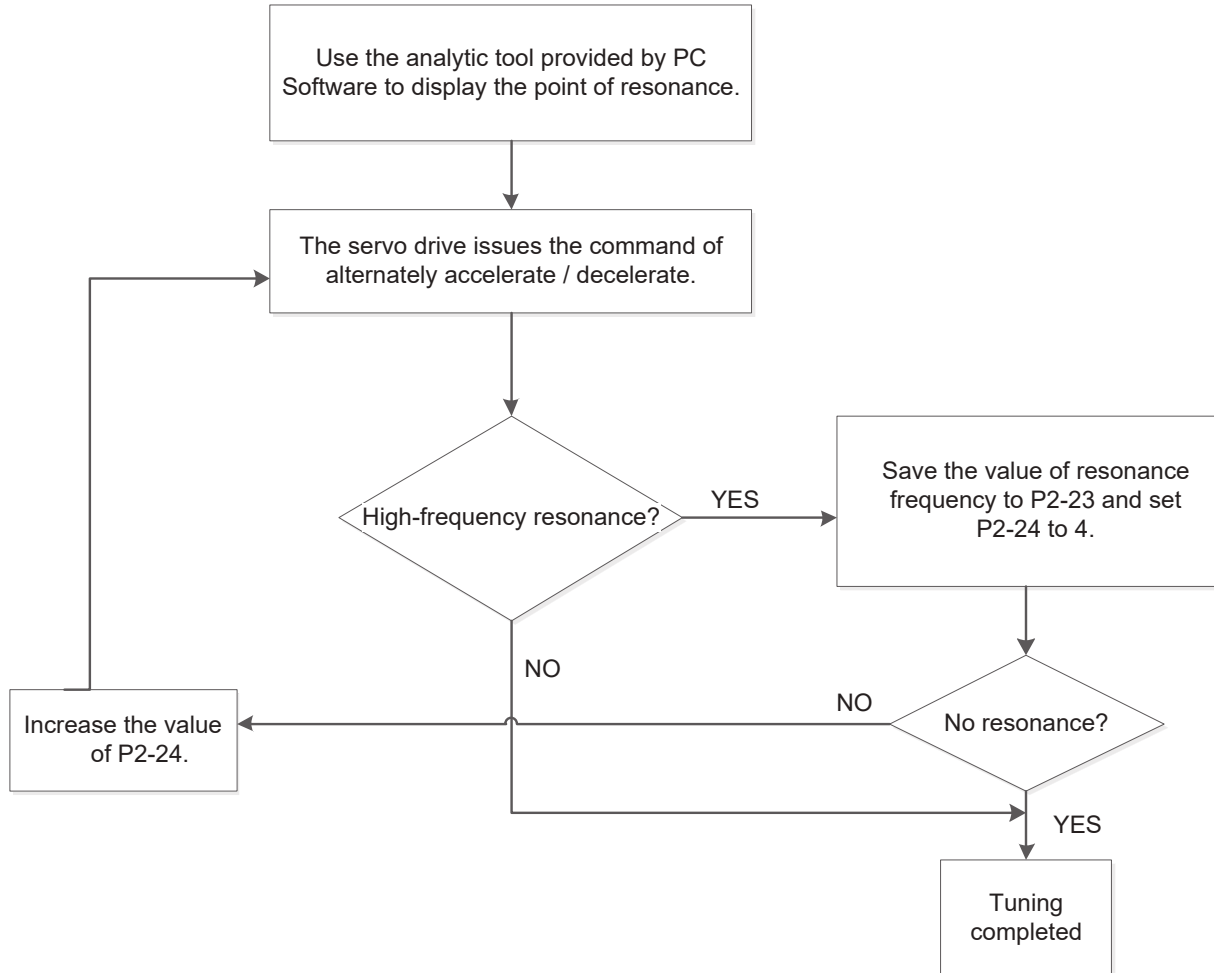 Use the analytic tool provided by PC
Software to display the point of resonance.
The servo drive issues the command of
alternately accelerate / decelerate.
High-frequency resonance?
YES
Save the value of resonance
frequency to P2-23 and set
P2-24 to 4.
NO
NO
No resonance?
Increase the value
of P2-24.
YES
Tuning
completed